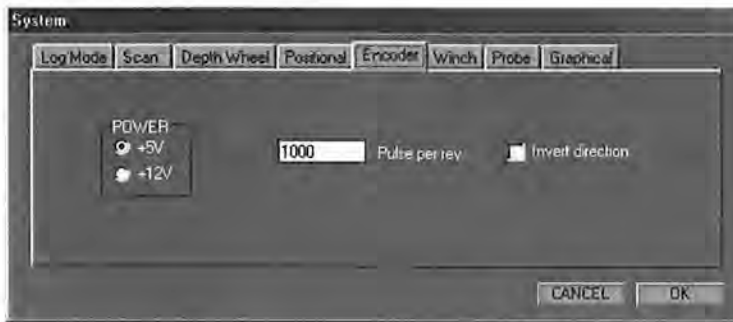 System
Log Mode Scan Depth Wheel Positional Encoder Winch Probe Graphical
POWER
+5V
1000 Pulse per rev Invert direction
+12V
CANCEL OK